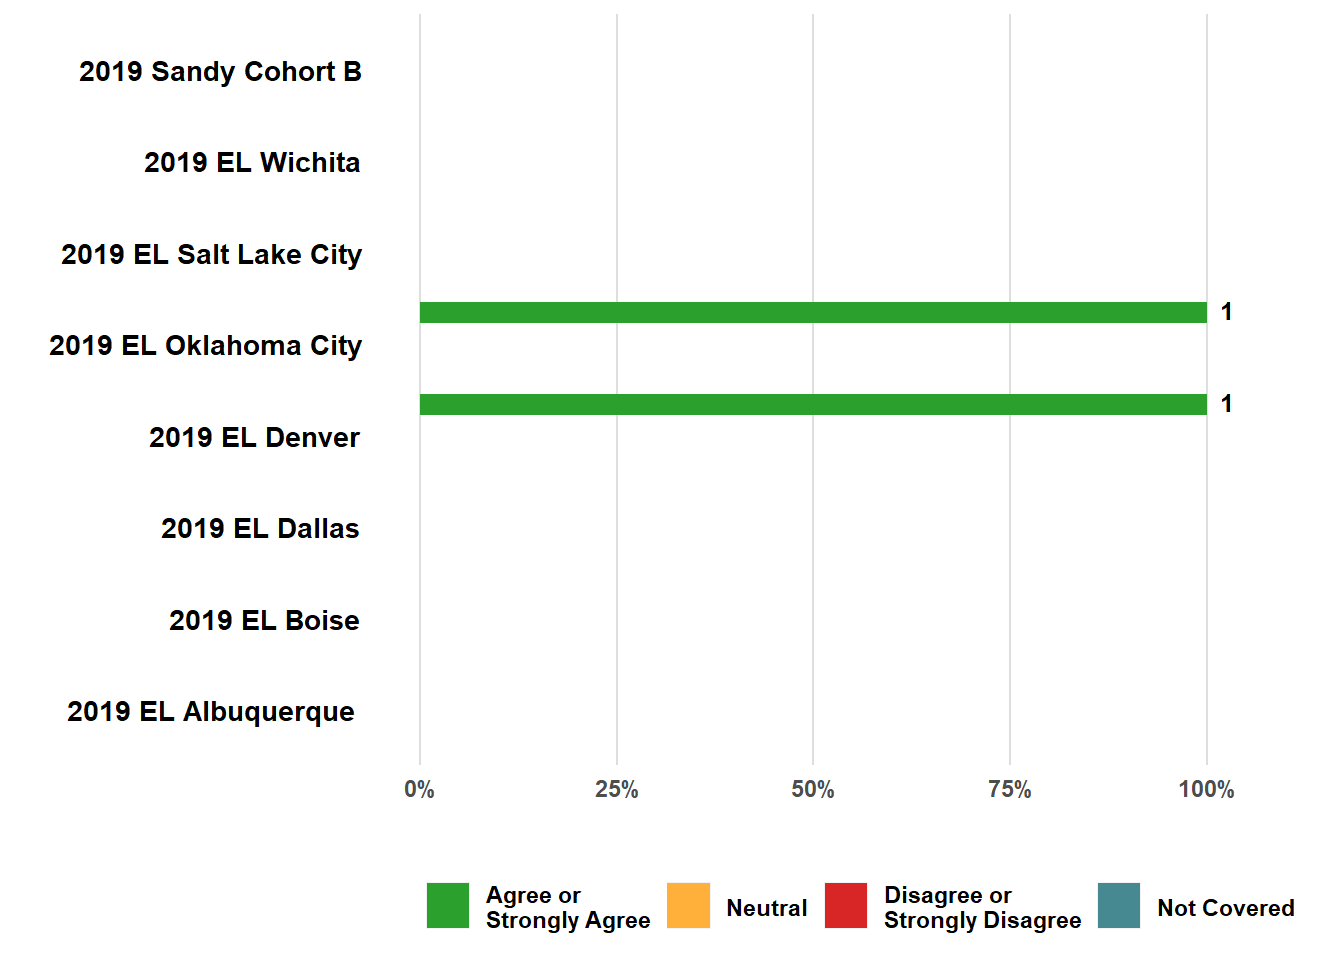 2019 Sandy Cohort B
2019 EL Wichita
2019 EL Salt Lake City
1
2019 EL Oklahoma City
1
2019 EL Denver
2019 EL Dallas
2019 EL Boise
2019 EL Albuquerque
0% 25% 50% 75% 100%
Agree or
Strongly Agree
Neutral
Disagree or
Strongly Disagree
Not Covered